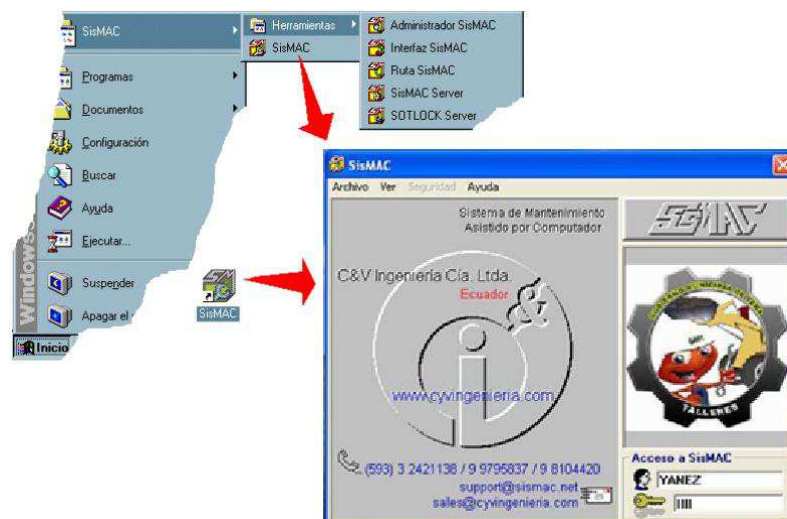 SisMAC
Programas
Documentos
Configuración
Buscar
Ayuda
Ejecutar...
Suspender
Apagar el
Windows
Inicio
Herramientas
SisMAC
Administrador SisMAC
Interfaz SisMAC
Ruta SisMAC
SisMAC Server
SOTLOCK Server
SisMAC
SisMAC
Archivo Ver Seguridad Ayuda
Sistema de Mantenimiento
Asistido por Computador
C&V Ingeniería Cía. Ltda.
Ecuador
&
www.cyvingenieria.com
(593) 3 2421138 / 9 9795837 / 9 8104420
support@sismac.net
sales@cyvingenieria.com
SisMAC
TALLERES
Acceso a SisMAC
YANEZ